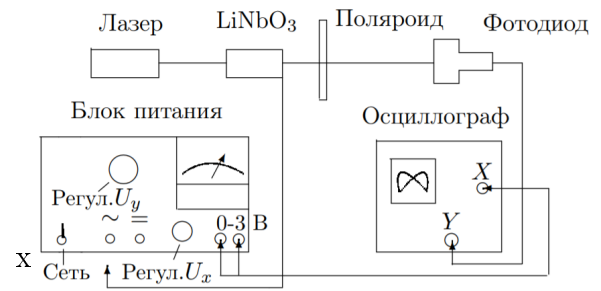 Лазер
LiNbO3
Поляроид
Фотодиод
Блок питания
Осциллограф
X
Регул.Uy
~ =
Y
0-3 В
X
Сеть
Регул.Ux